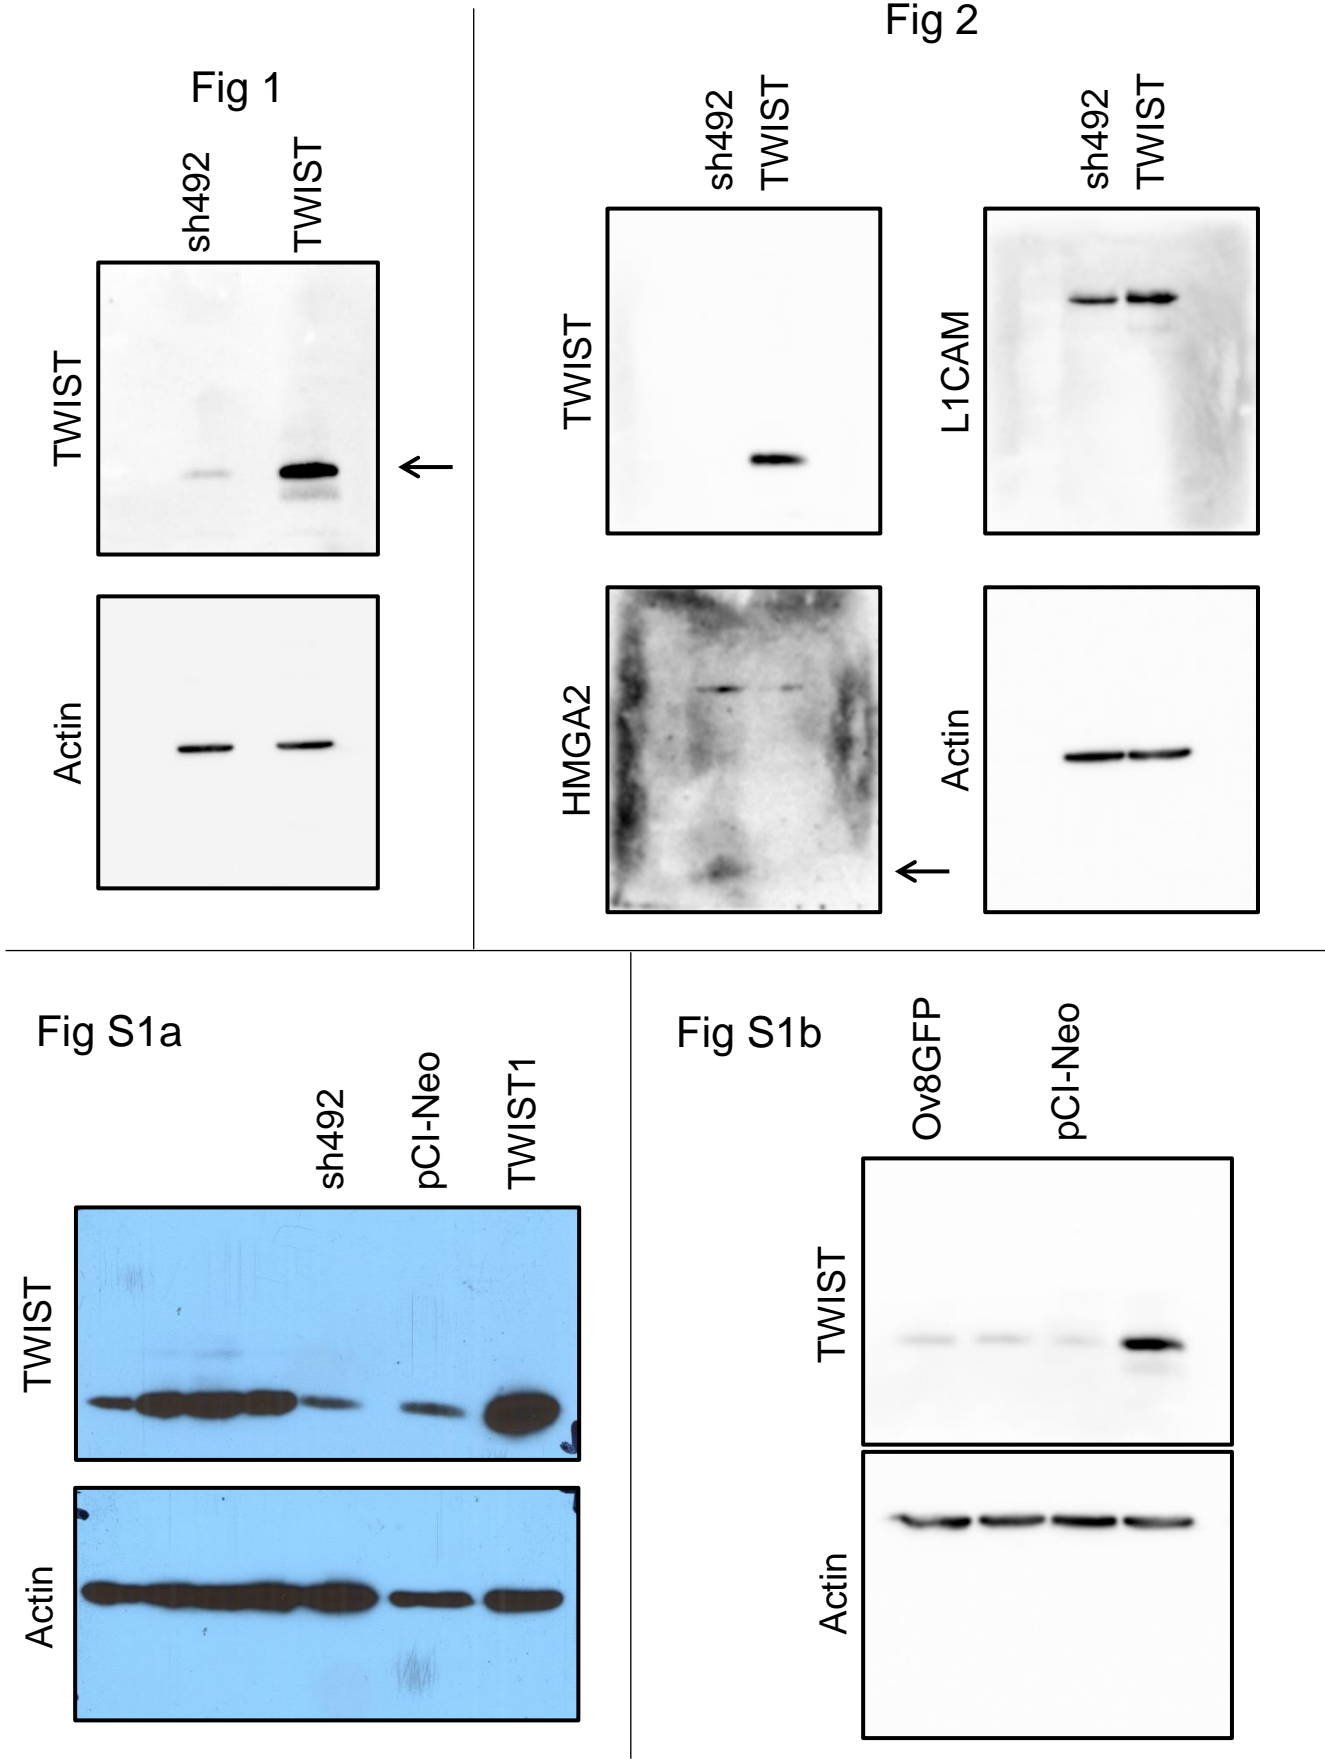 Fig 1
sh492
TWIST
TWIST
Actin
Fig 2
sh492
TWIST
TWIST
sh492
TWIST
L1CAM
HMGA2
Actin
Fig S1a
sh492
pCI-Neo
TWIST1
TWIST
Actin
Fig S1b
Ov8GFP
pCI-Neo
TWIST
Actin